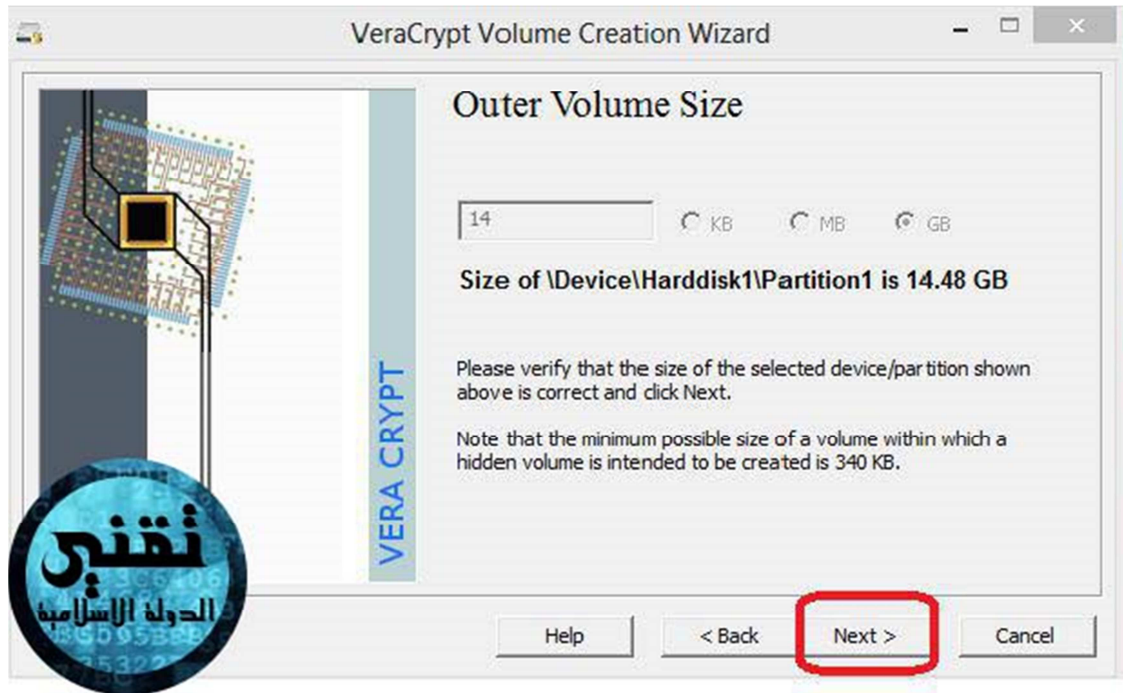 VeraCrypt Volume Creation Wizard
Outer Volume Size
14
KB
MB
GB
Size of \Device\Harddisk1\Partition1 is 14.48 GB
Please verify that the size of the selected device/partition shown
above is correct and click Next.
Note that the minimum possible size of a volume within which a
hidden volume is intended to be created is 340 KB.
VERA CRYPT
تقني
الدولة الاسلامية
Help
< Back
Next >
Cancel